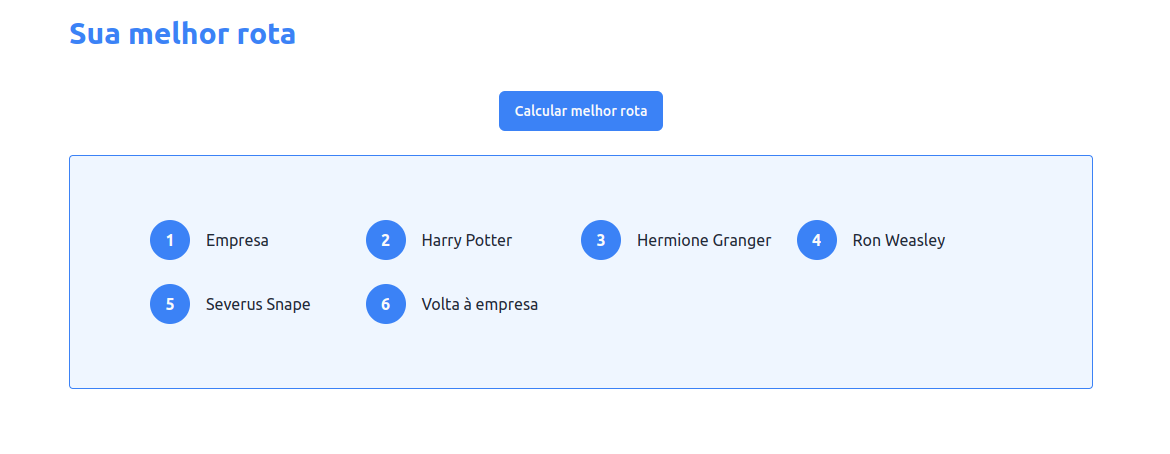 Sua melhor rota
Calcular melhor rota
1 Empresa 2 Harry Potter 3 Hermione Granger 4 Ron Weasley
5 Severus Snape 6 Volta à empresa